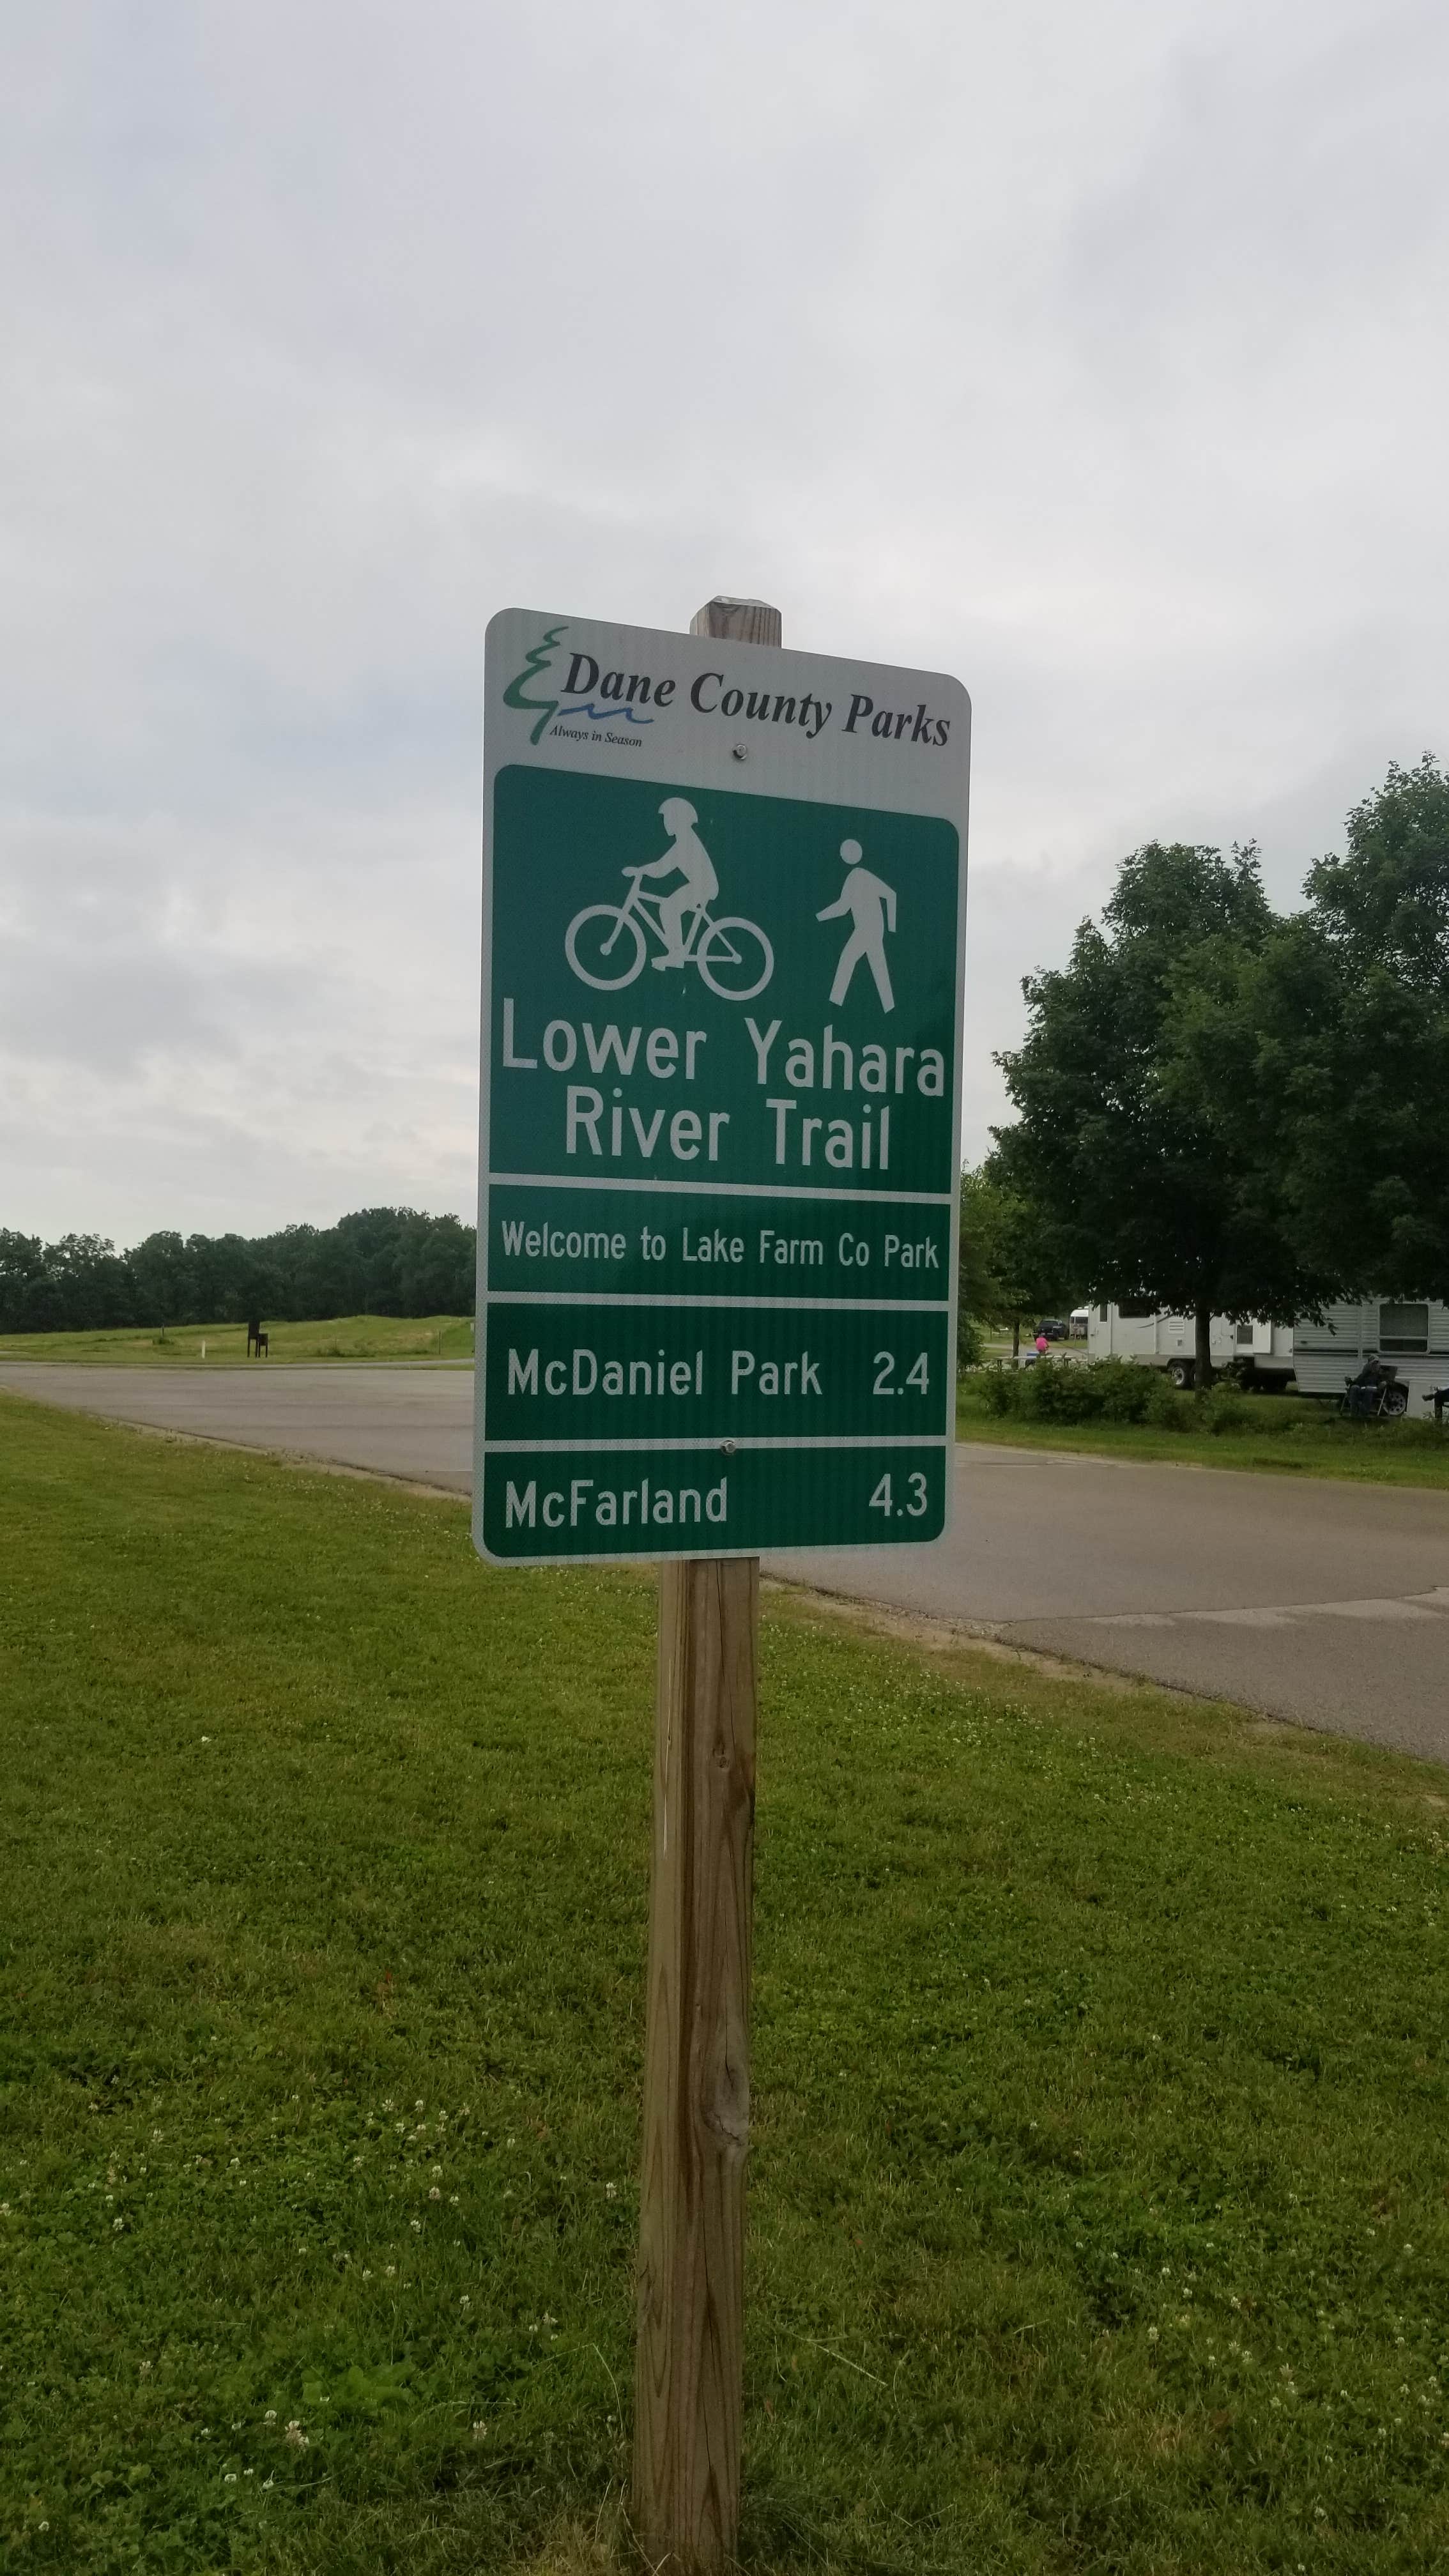 Dane County Parks
Always in Season
Lower Yahara
River Trail
Welcome to Lake Farm Co Park
McDaniel Park 2.4
McFarland 4.3